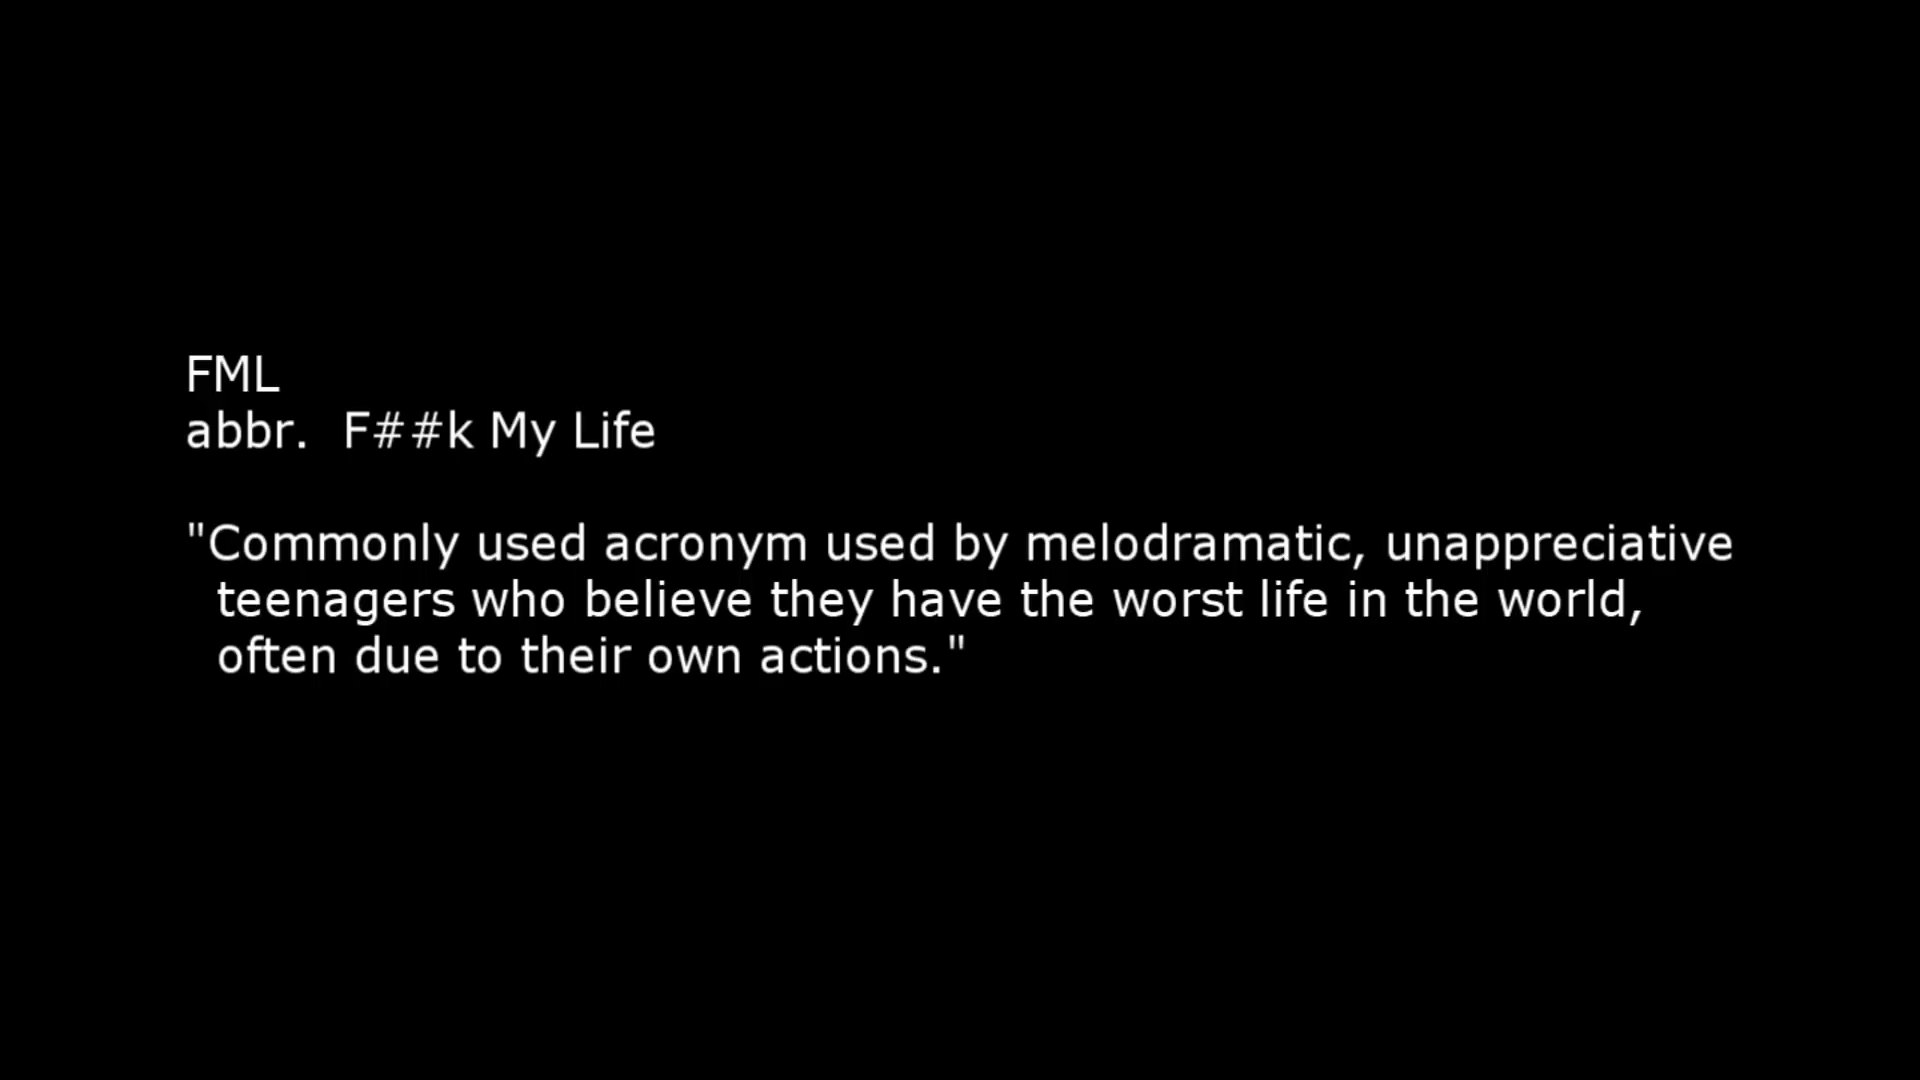 FML
abbr.  F##k My Life
"Commonly used acronym used by melodramatic, unappreciative
teenagers who believe they have the worst life in the world,
often due to their own actions."